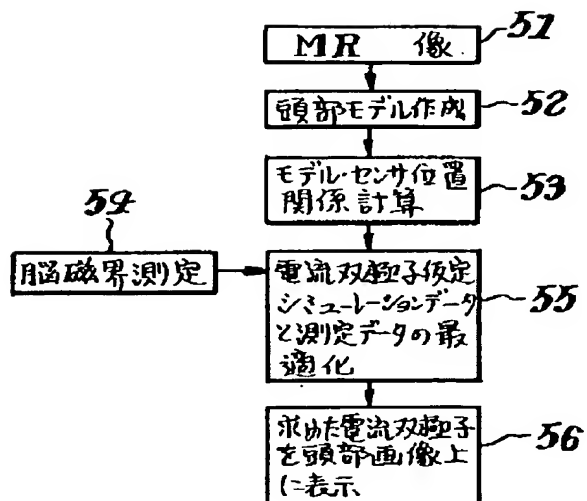 MR 像
51
頭部モデル作成
52
モデル・センサ位置
関係計算
53
54
脳磁界測定
電流双極子仮定
シミューレーションデータ
と測定データの最
適化
55
求めた電流双極子
を頭部画像上
に表示
56